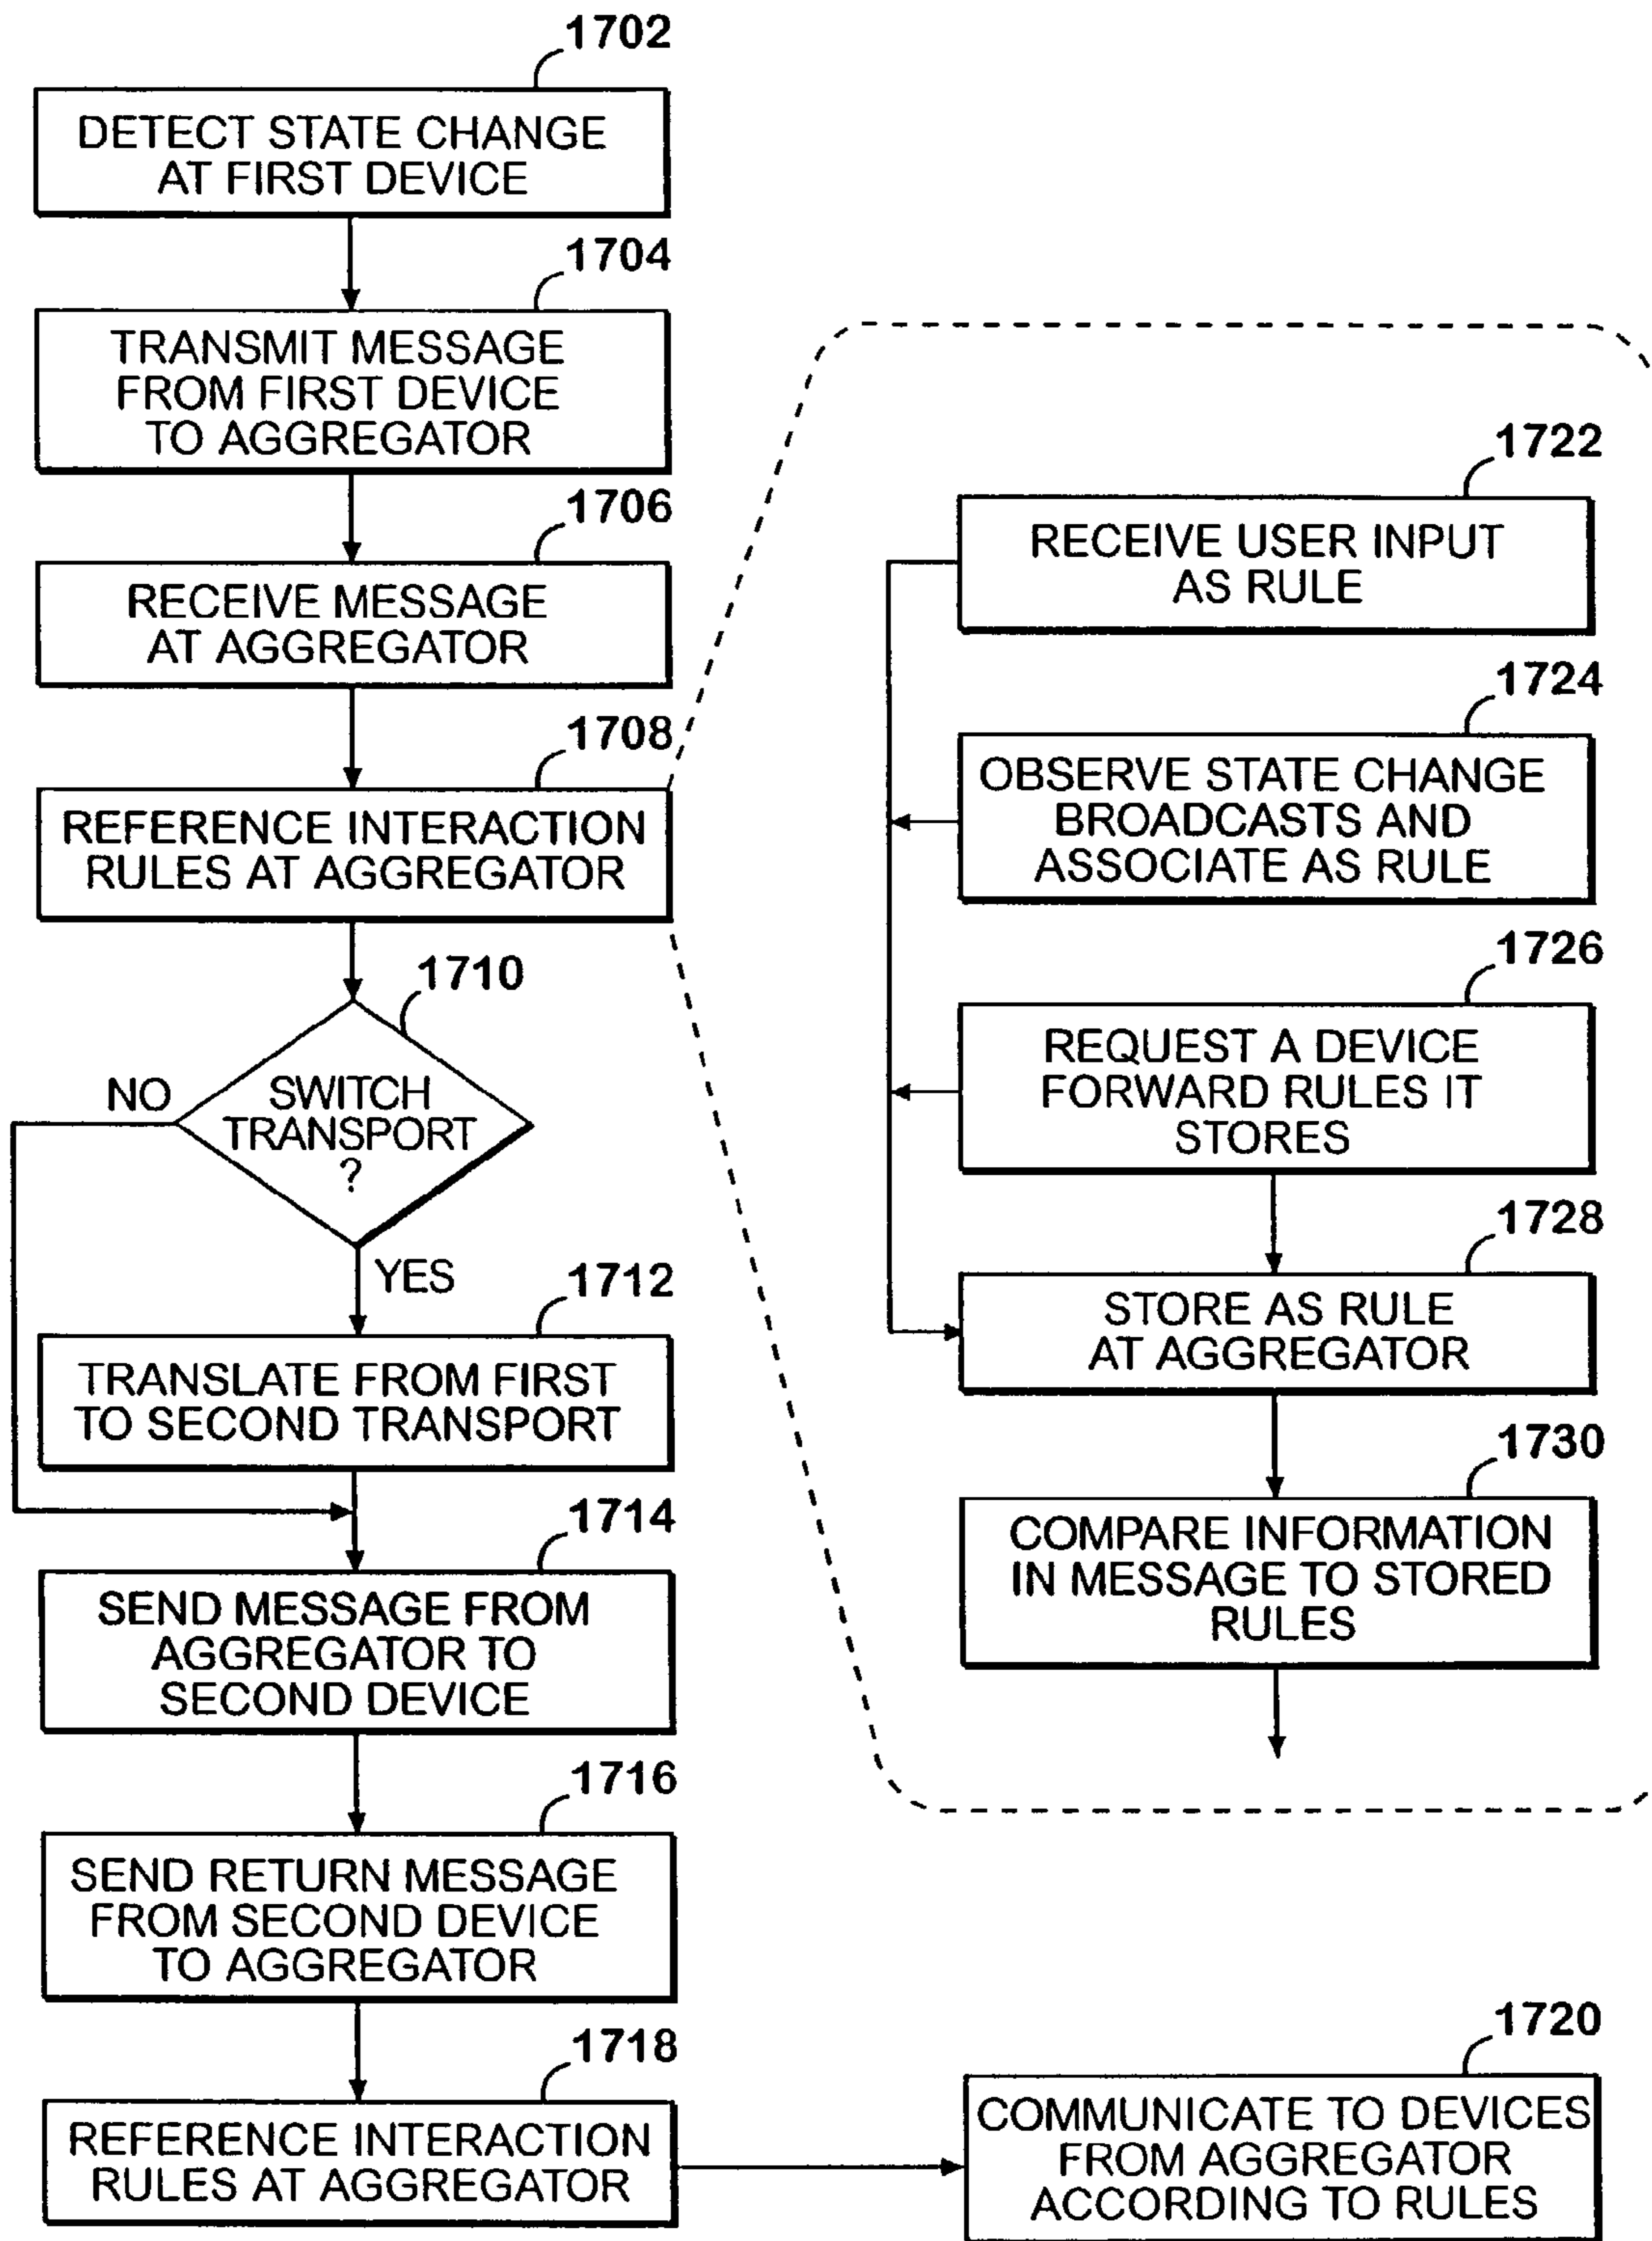 1702
DETECT STATE CHANGE
AT FIRST DEVICE
1704
TRANSMIT MESSAGE
FROM FIRST DEVICE
TO AGGREGATOR
1706
RECEIVE MESSAGE
AT AGGREGATOR
1708
REFERENCE INTERACTION
RULES AT AGGREGATOR
1710
SWITCH
TRANSPORT
?
NO
YES
1712
TRANSLATE FROM FIRST
TO SECOND TRANSPORT
1714
SEND MESSAGE FROM
AGGREGATOR TO
SECOND DEVICE
1716
SEND RETURN MESSAGE
FROM SECOND DEVICE
TO AGGREGATOR
1718
REFERENCE INTERACTION
RULES AT AGGREGATOR
1720
COMMUNICATE TO DEVICES
FROM AGGREGATOR
ACCORDING TO RULES
1722
RECEIVE USER INPUT
AS RULE
1724
OBSERVE STATE CHANGE
BROADCASTS AND
ASSOCIATE AS RULE
1726
REQUEST A DEVICE
FORWARD RULES IT
STORES
1728
STORE AS RULE
AT AGGREGATOR
1730
COMPARE INFORMATION
IN MESSAGE TO STORED
RULES